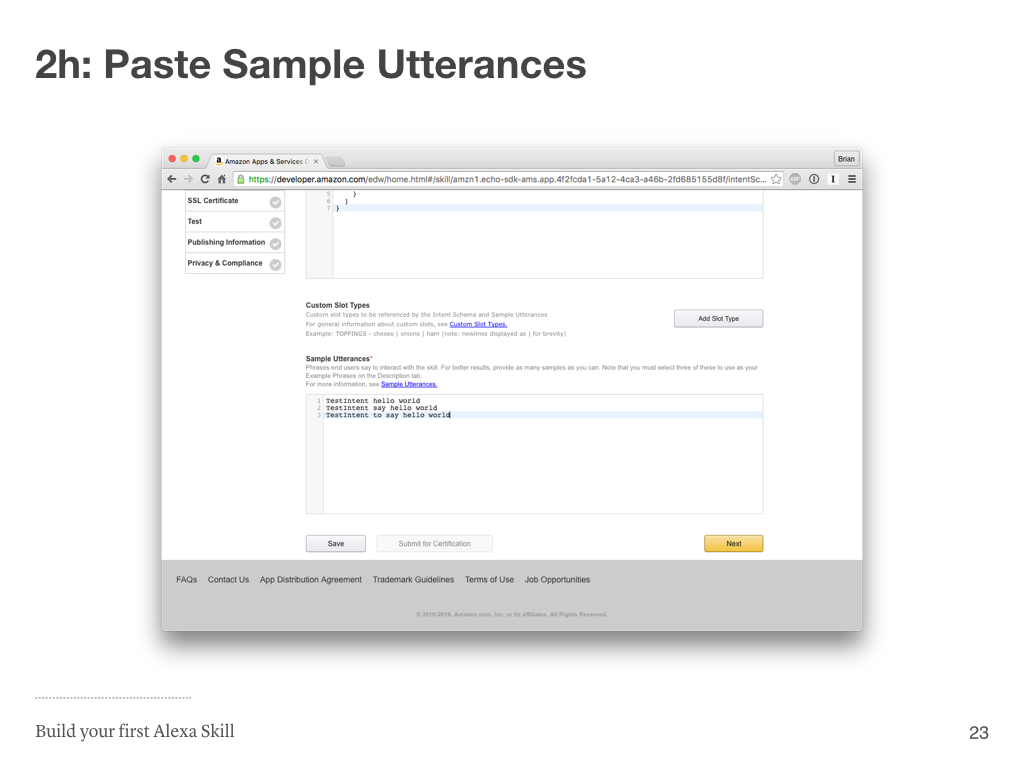 2h: Paste Sample Utterances
Amazon Apps & Services D
Brian
https://developer.amazon.com/edw/home.html#/skill/amzn1.echo-sdk-ams.app.4f2fcda1-5a12-4ca3-a46b-2fd685155d8f/intentSc...
SSL Certificate
Test
Publishing Information
Privacy & Compliance
5 }
6 ]
7 }
Custom Slot Types
Custom slot types to be referenced by the Intent Schema and Sample Utterances
For general information about custom slots, see Custom Slot Types.
Example: TOPPINGS - cheese | onions | ham (note: newlines displayed as | for brevity)
Add Slot Type
Sample Utterances*
Phrases end users say to interact with the skill. For better results, provide as many samples as you can. Note that you must select three of these to use as your
Example Phrases on the Description tab.
For more information, see Sample Utterances.
1 TestIntent hello world
2 TestIntent say hello world
3 TestIntent to say hello world
Save
Submit for Certification
Next
FAQs Contact Us App Distribution Agreement Trademark Guidelines Terms of Use Job Opportunities
© 2010-2016, Amazon.com, Inc. or its affiliates. All Rights Reserved.
Build your first Alexa Skill
23